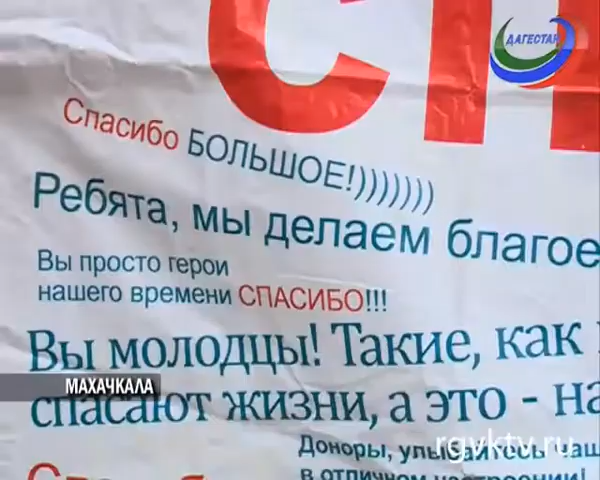 СП
ДАГЕСТАН
Спасибо БОЛЬШОЕ!)))))))
Ребята, мы делаем благое
Вы просто герои
нашего времени СПАСИБО!!!
Вы молодцы! Такие, как
МАХАЧКАЛА
спасают жизни, а это - на
Доноры, улыбайтесь чащ
rgvktv.ru
в отличном настроении!